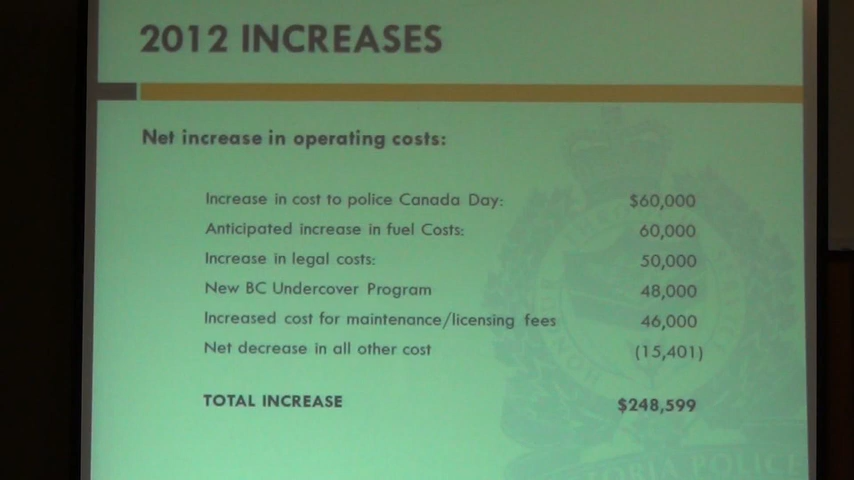 2012 INCREASES
Net increase in operating costs:
Increase in cost to police Canada Day: $60,000
Anticipated increase in fuel Costs: 60,000
Increase in legal costs: 50,000
New BC Undercover Program 48,000
Increased cost for maintenance/licensing fees 46,000
Net decrease in all other cost (15,401)
TOTAL INCREASE $248,599
TORIA POLICE